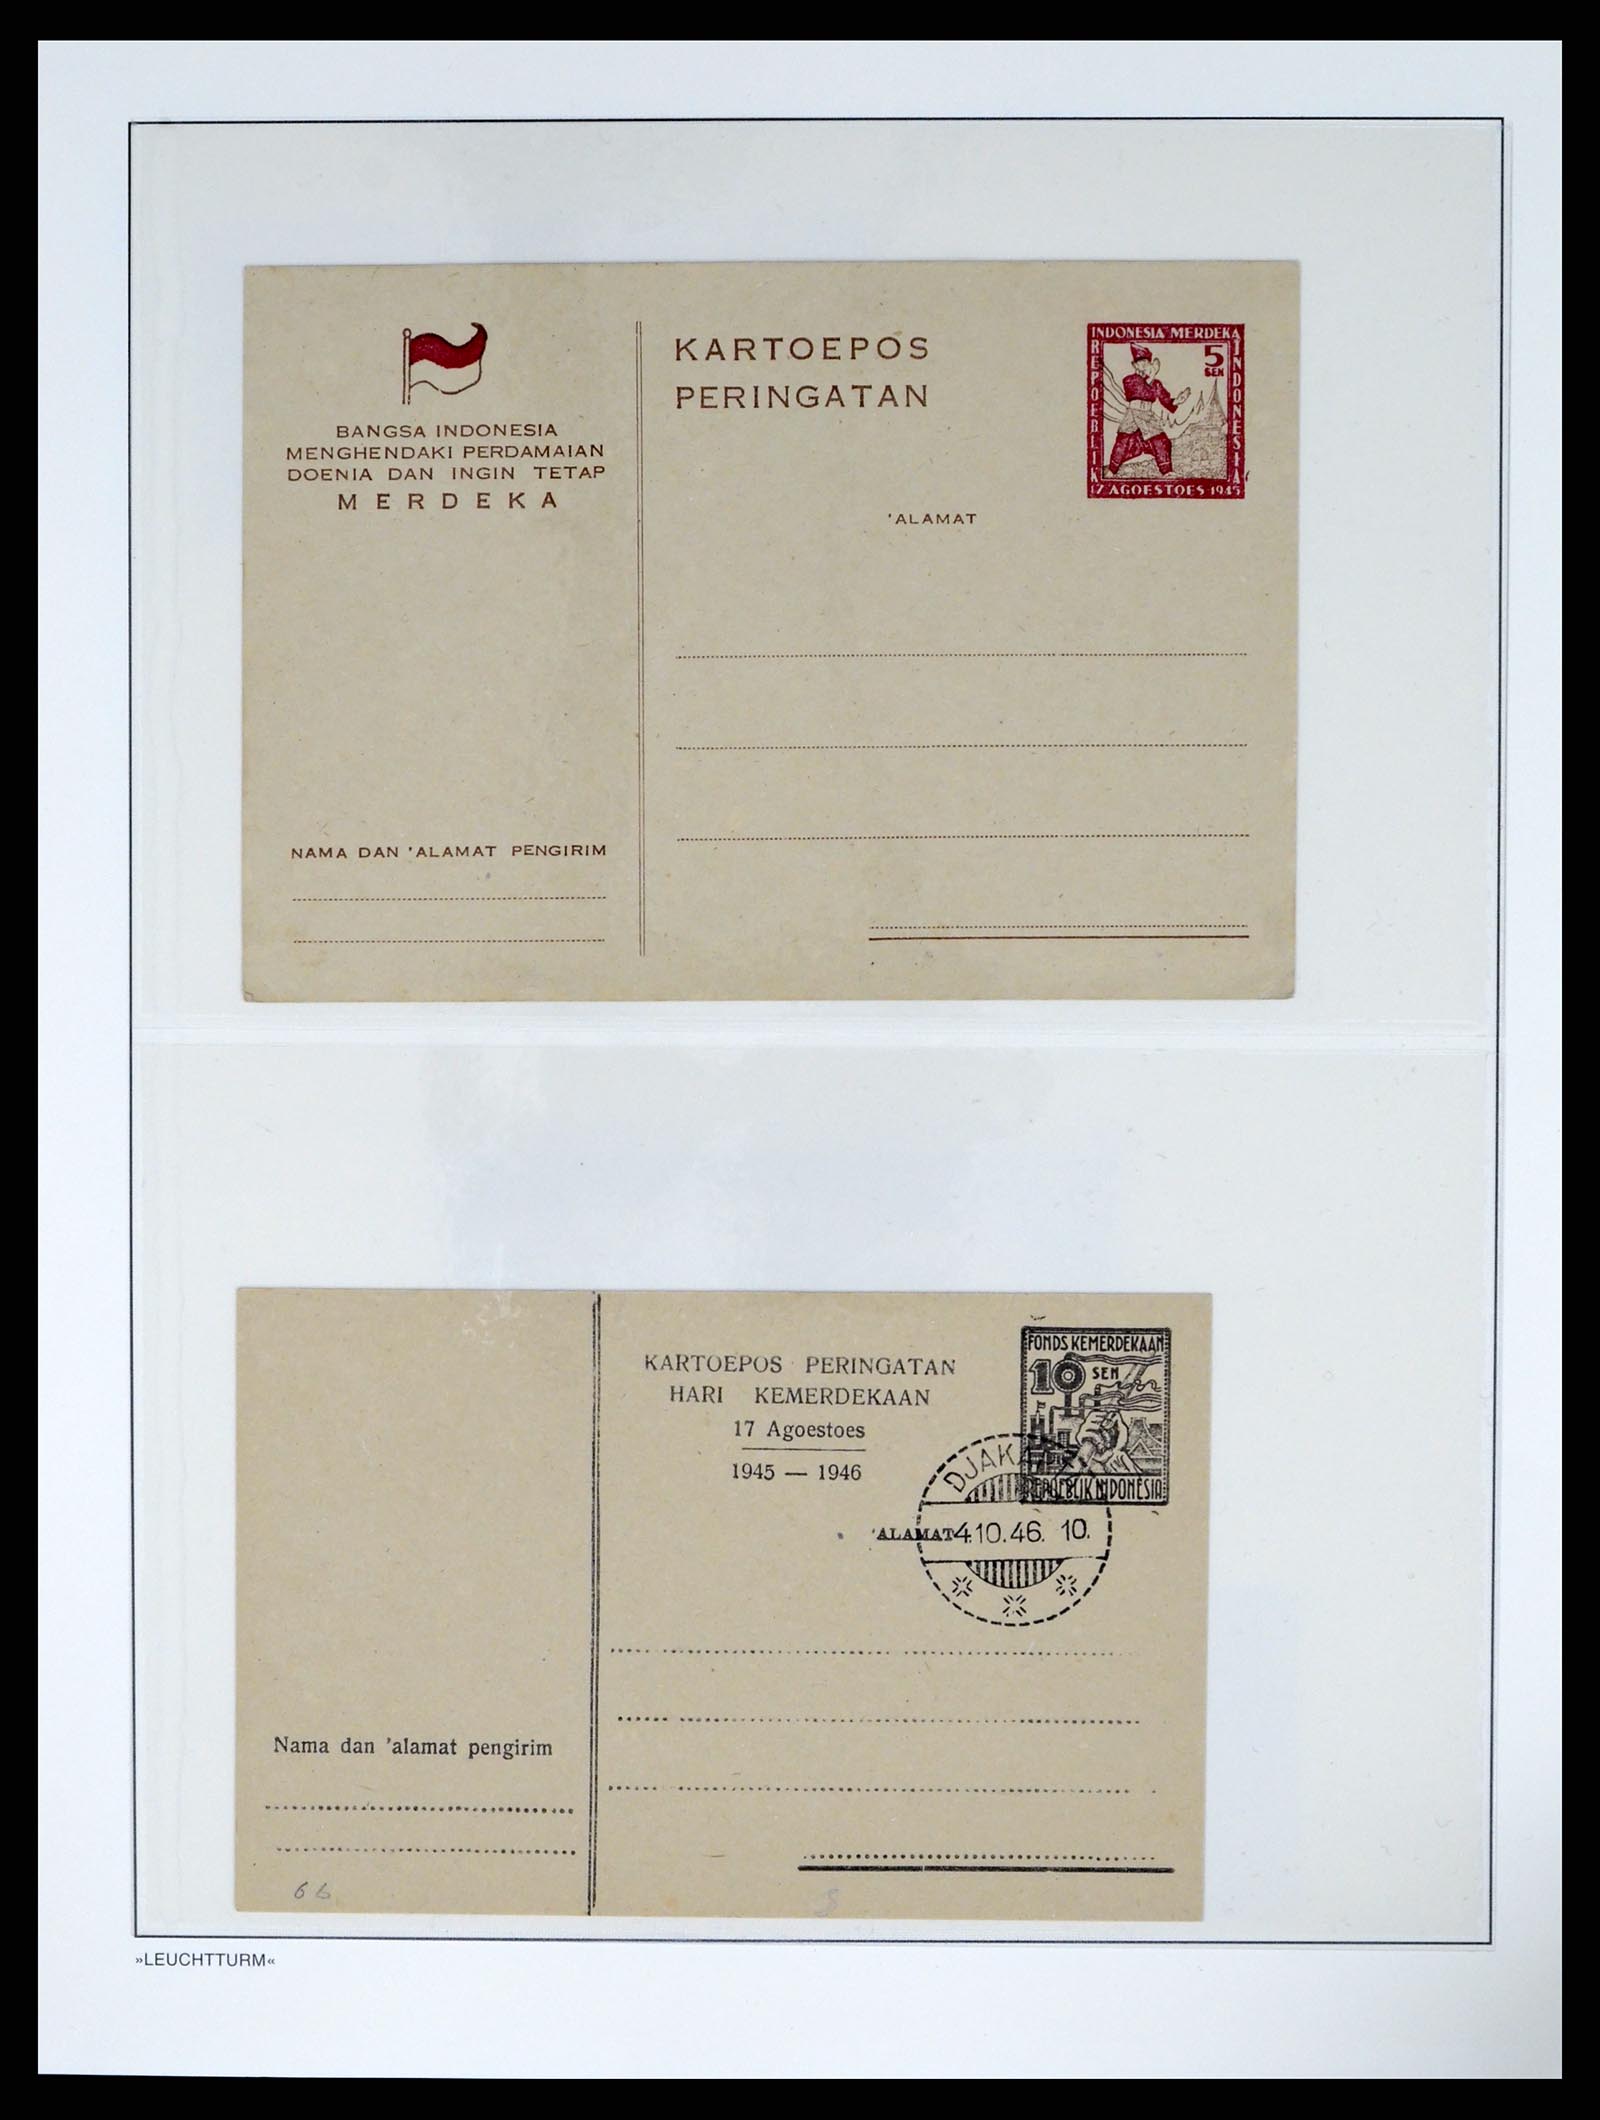 BANGSA INDONESIA
MENGHENDAKI PERDAMAIAN
DOENIA DAN INGIN TETAP
MERDEKA
NAMA DAN 'ALAMAT PENGIRIM
KARTOEPOS
PERINGATAN
'ALAMAT
INDONESIA MERDEKA
REPOEBLIK
INDONESIA
5
SEN
17 AGOESTOES 1945
KARTOEPOS PERINGATAN
HARI KEMERDEKAAN
17 Agoestoes
1945 — 1946
'ALAMAT
FONDS KEMERDEKAAN
10 SEN
REPOEBLIK INDONESIA
4.10.46. 10.
Nama dan 'alamat pengirim
»LEUCHTTURM«